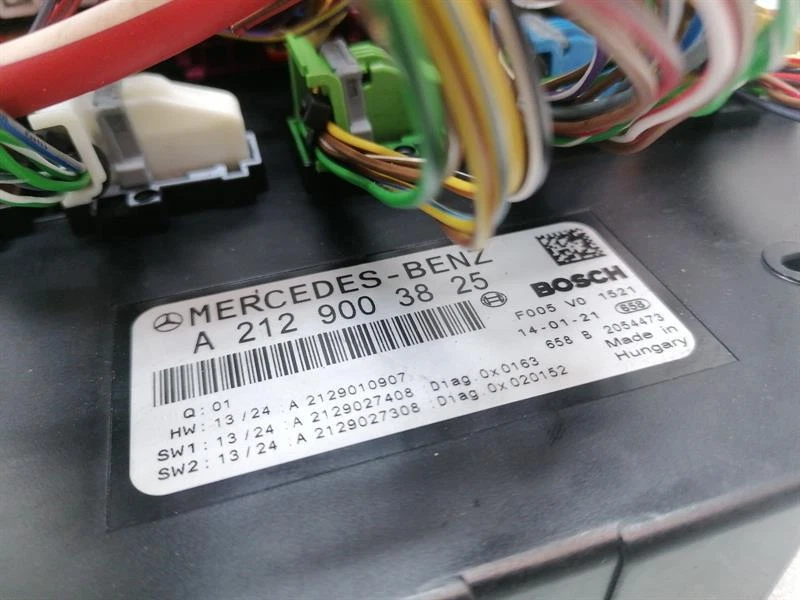 MERCEDES-BENZ
A 212 900 38 25
BOSCH
F005 V0 1521
14-01-21 658
658 B 2054473
Made in
Hungary
Q: 01
HW: 13/24 :A 2129010907
SW1: 13/24 :A 2129027408 :Diag.0x0163
SW2: 13/24 :A 2129027308 :Diag.0x020152